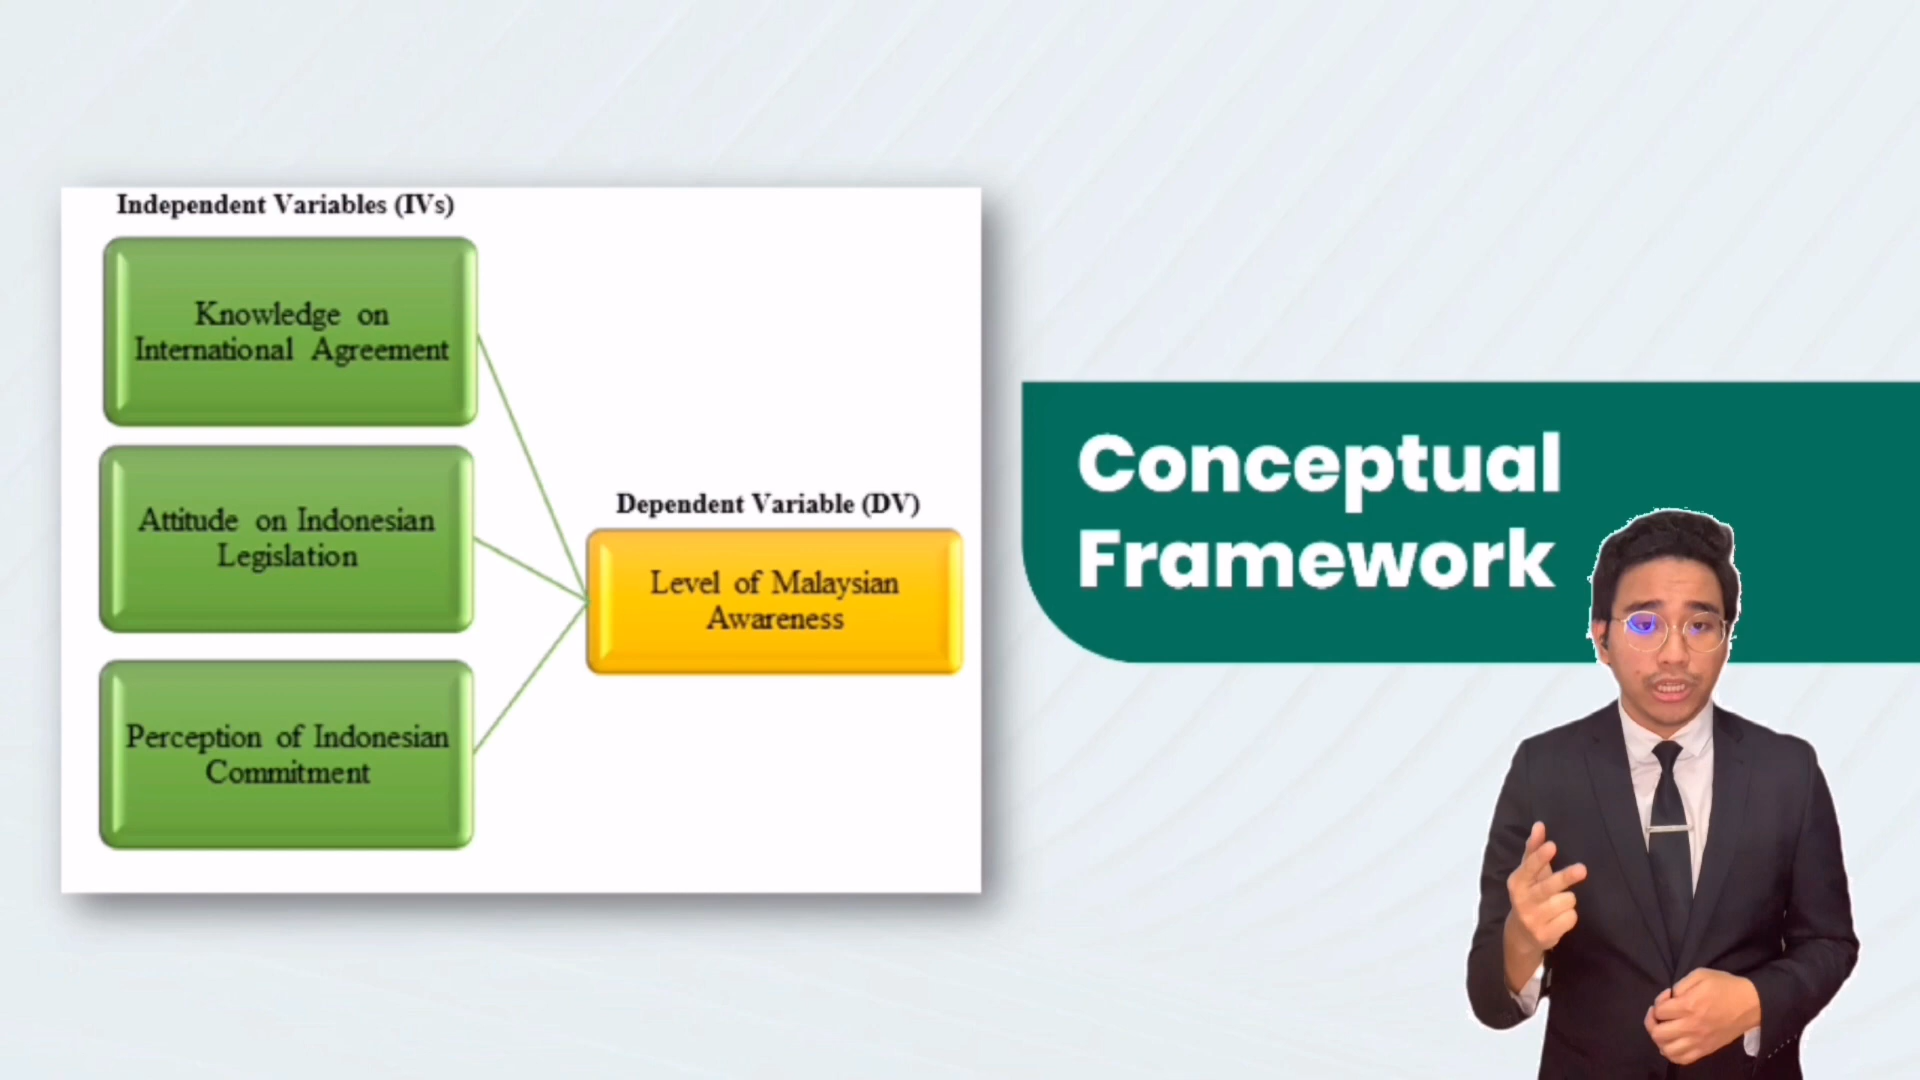 Independent Variables (IVs)
Knowledge on
International Agreement
Attitude on Indonesian
Legislation
Perception of Indonesian
Commitment
Dependent Variable (DV)
Level of Malaysian
Awareness
Conceptual
Framework